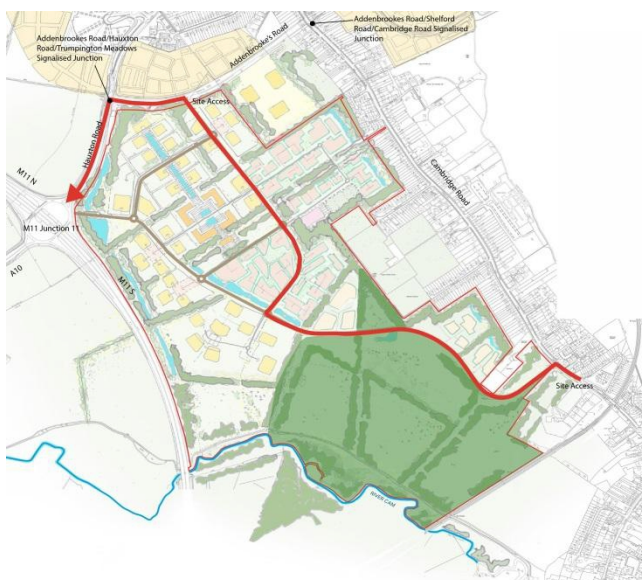 Addenbrookes Road/Hauxton
Road/Trumpington Meadows
Signalised Junction
Addenbrookes Road/Shelford
Road/Cambridge Road Signalised
Junction
Addenbrooke's Road
Site Access
Hauxton Road
Cambridge Road
M11 N
M11 Junction 11
A10
M11 S
Site Access
RIVER CAM